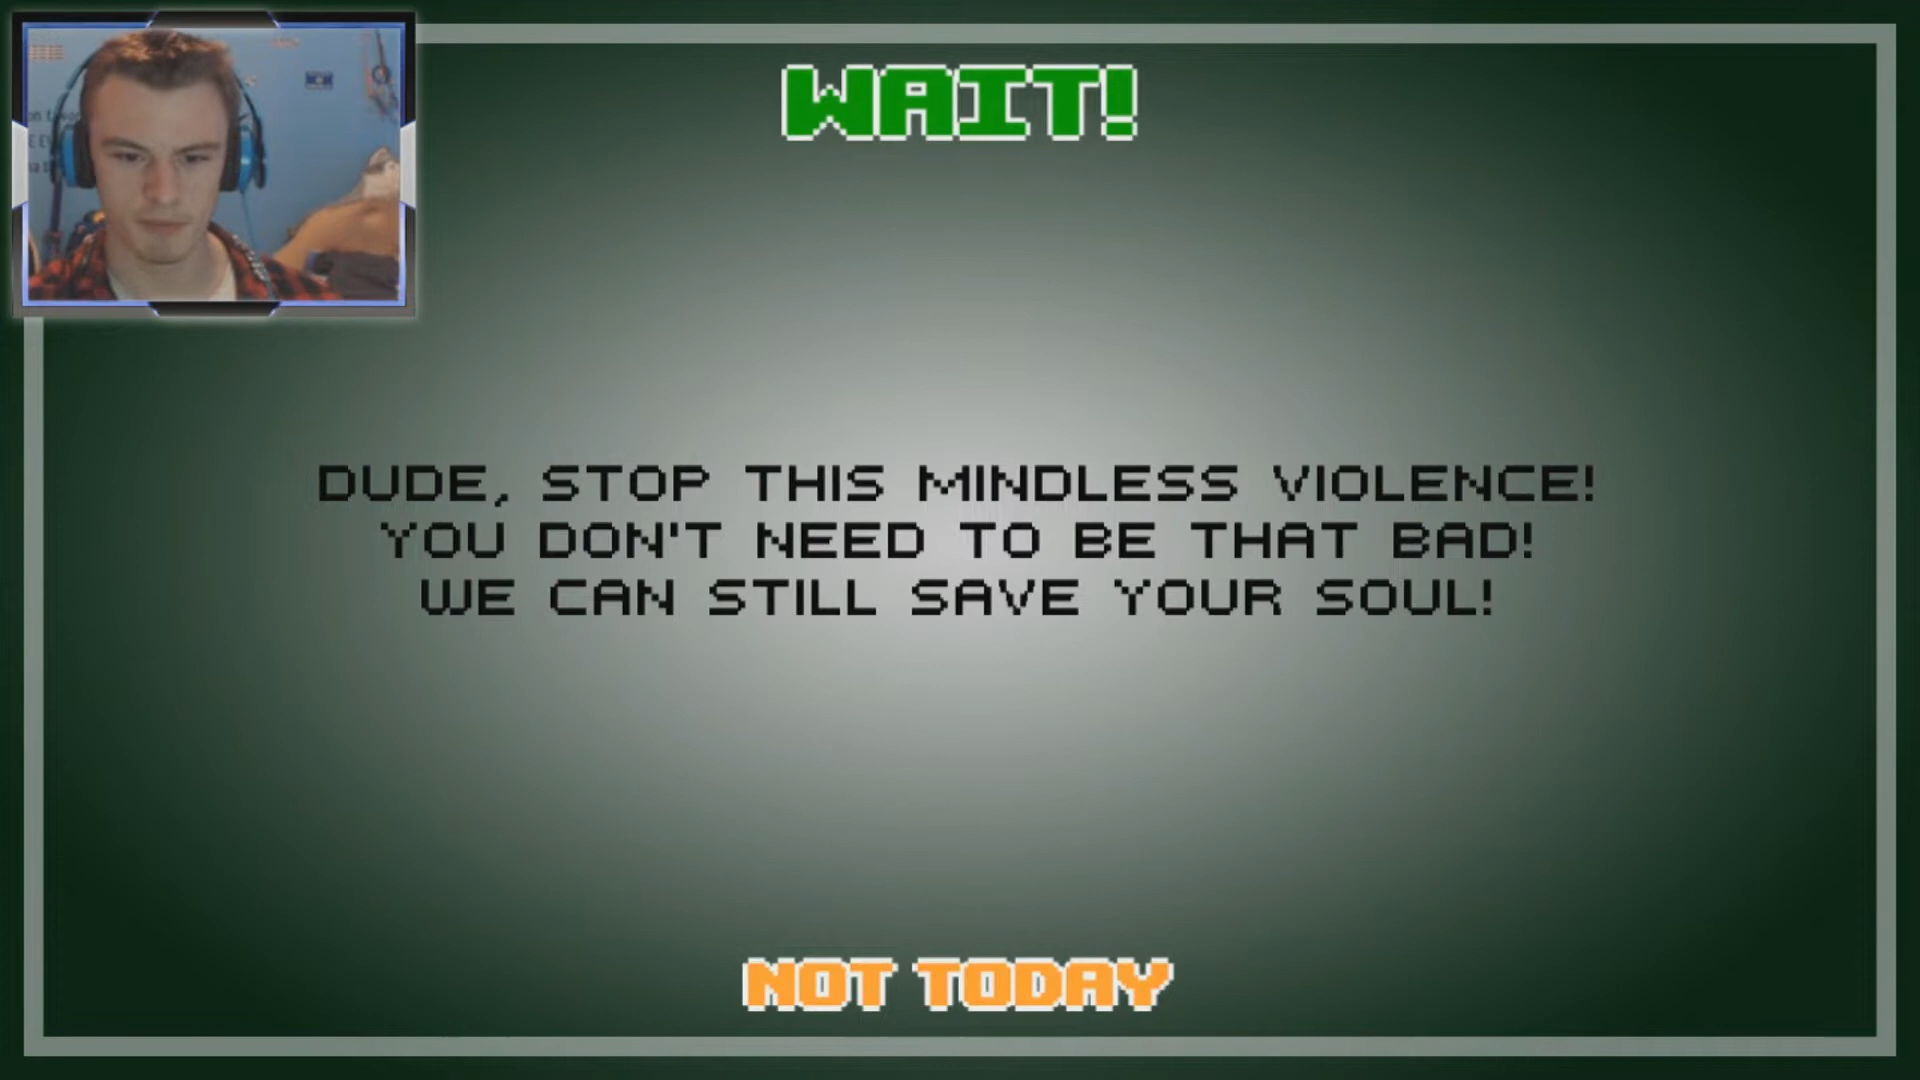 WAIT!
DUDE, STOP THIS MINDLESS VIOLENCE!
YOU DON'T NEED TO BE THAT BAD!
WE CAN STILL SAVE YOUR SOUL!
NOT TODAY